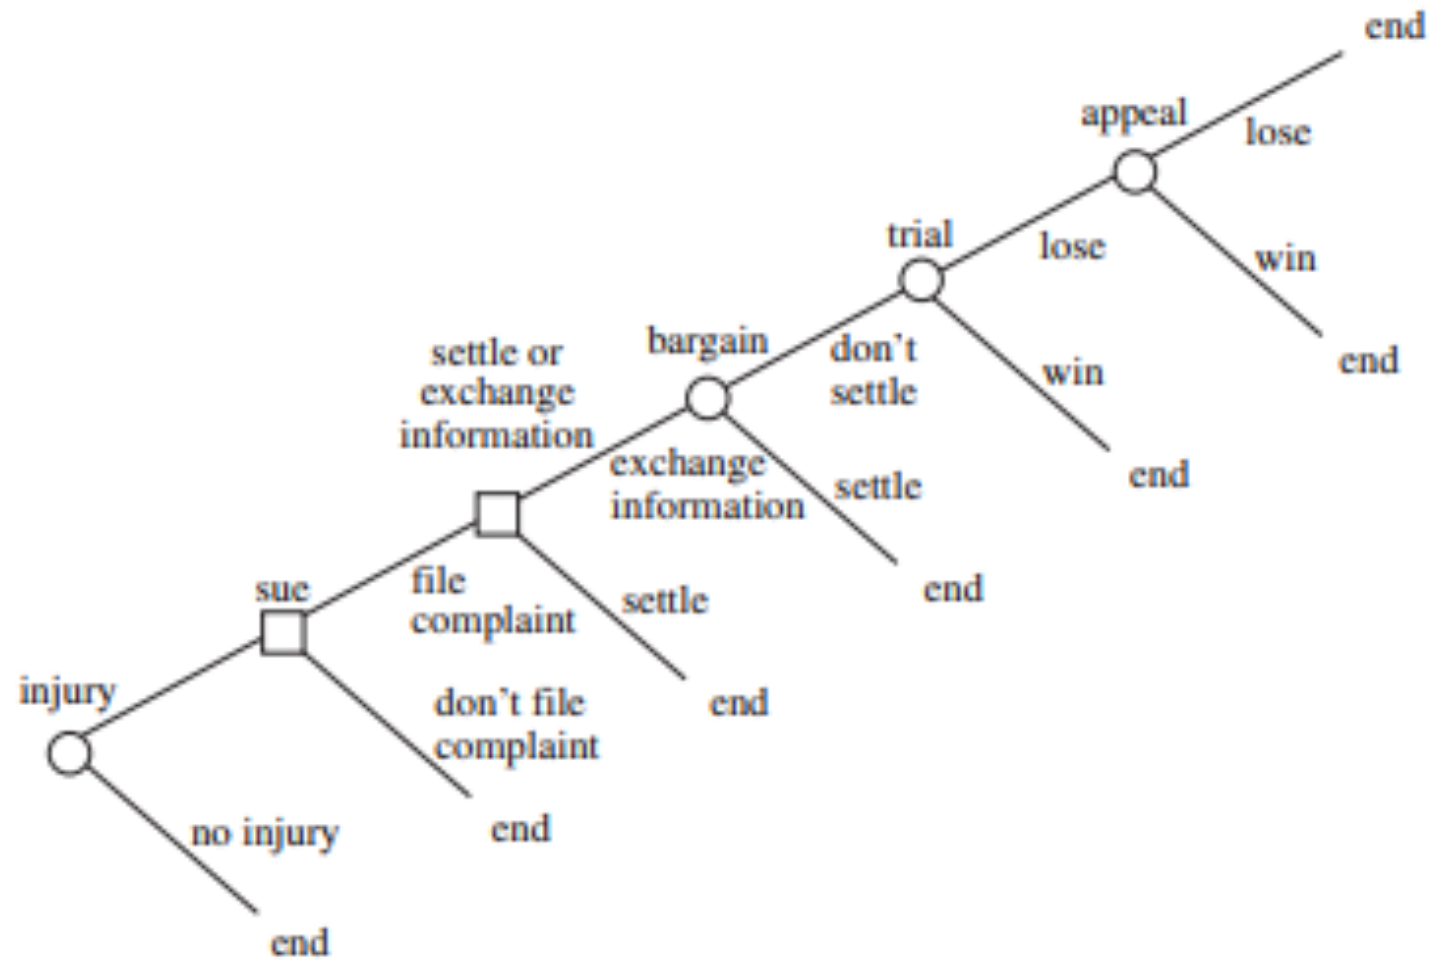 end
appeal
lose
trial
lose
win
end
bargain
don't
settle
win
end
settle or
exchange
information
exchange
information
settle
end
sue
file
complaint
settle
end
injury
don't file
complaint
end
no injury
end